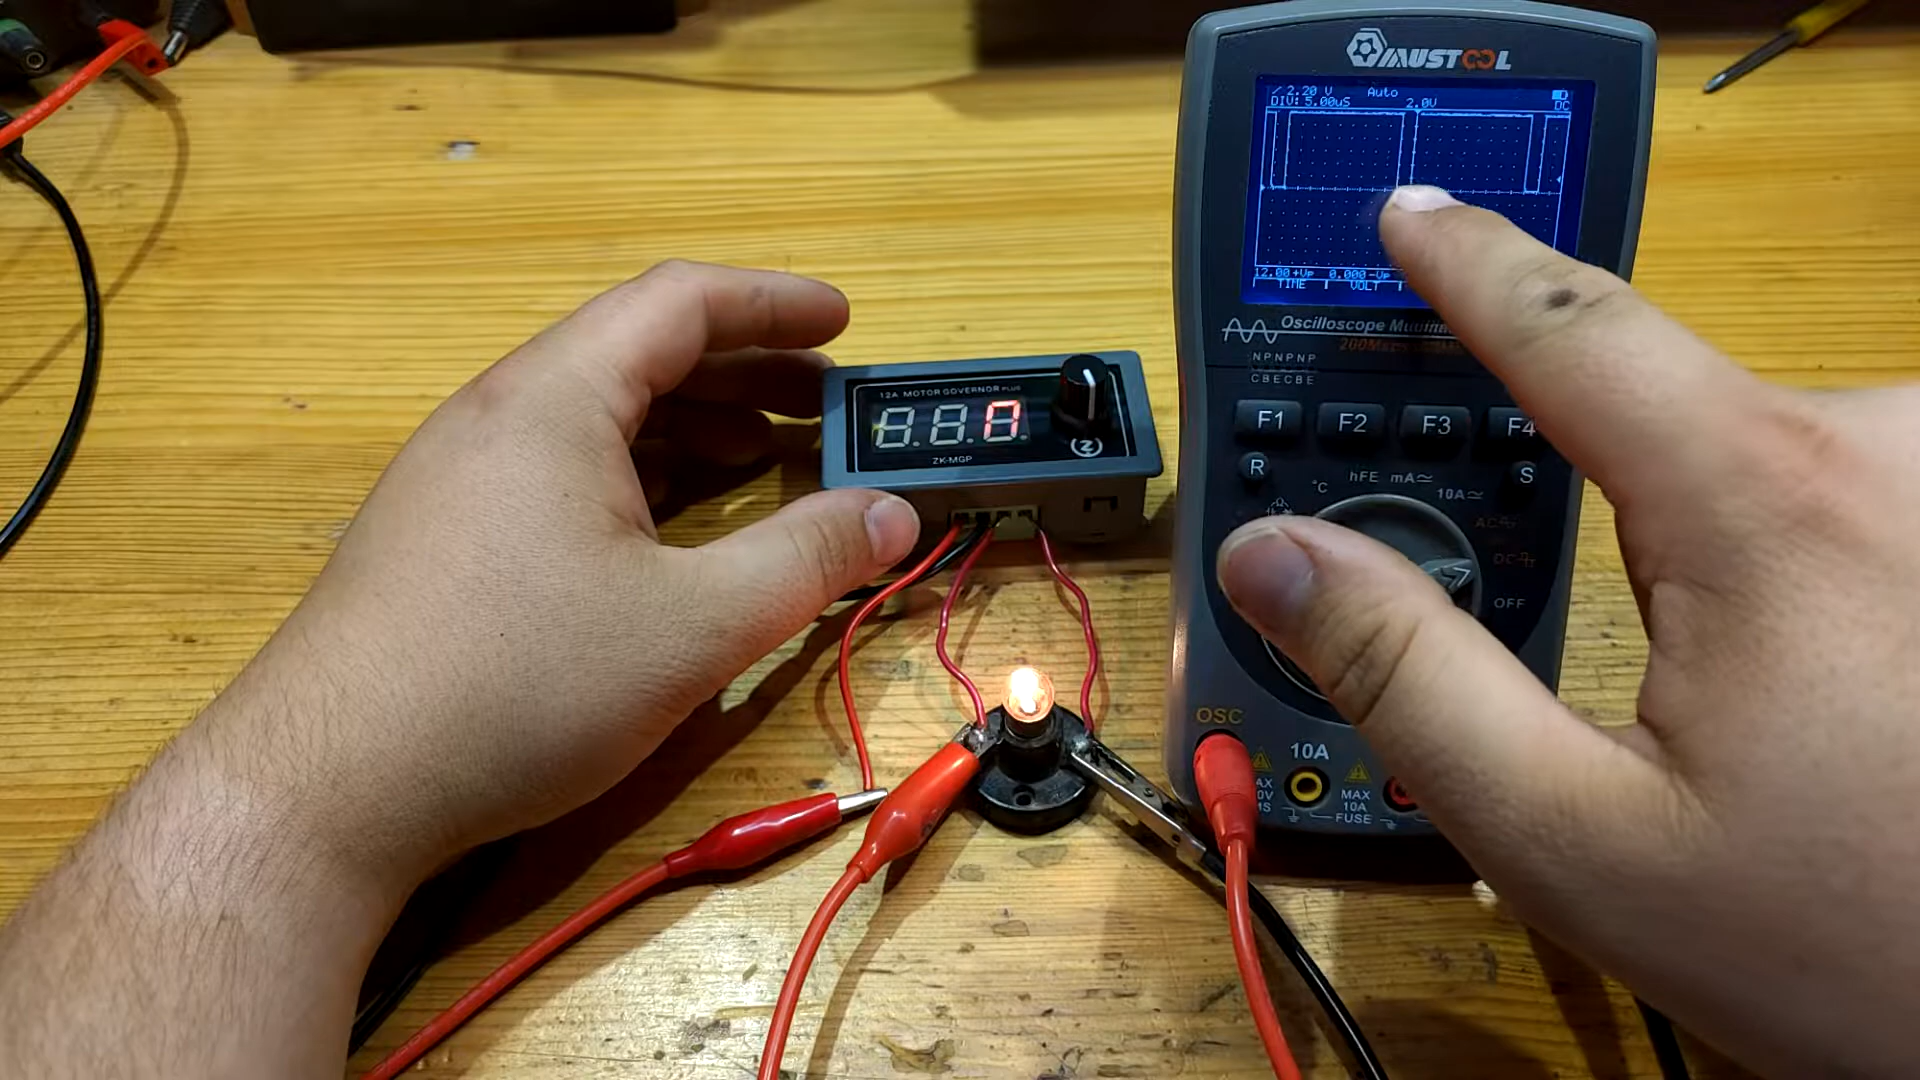 MUSTOOL
2.20 V Auto
DIV: 5.00uS 2.0V DC
12.00+Vp 0.000-Vp
TIME VOLT
Oscilloscope
12A MOTOR GOVERNOR PLUS
ZK-MGP
NPNPNP
CBECBE
F1 F2 F3 F4
R S
°C hFE mA 10A
AC
DC
OFF
OSC
10A
MAX
10A
FUSE